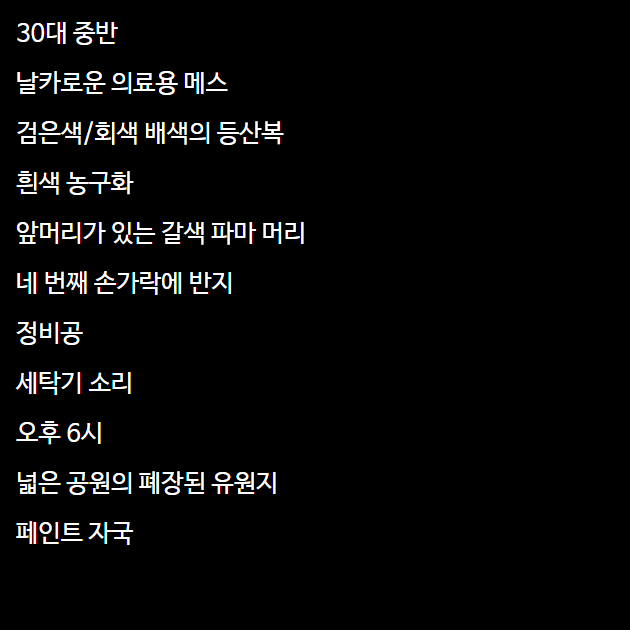 30대 중반
날카로운 의료용 메스
검은색/회색 배색의 등산복
흰색 농구화
앞머리가 있는 갈색 파마 머리
네 번째 손가락에 반지
정비공
세탁기 소리
오후 6시
넓은 공원의 폐장된 유원지
페인트 자국